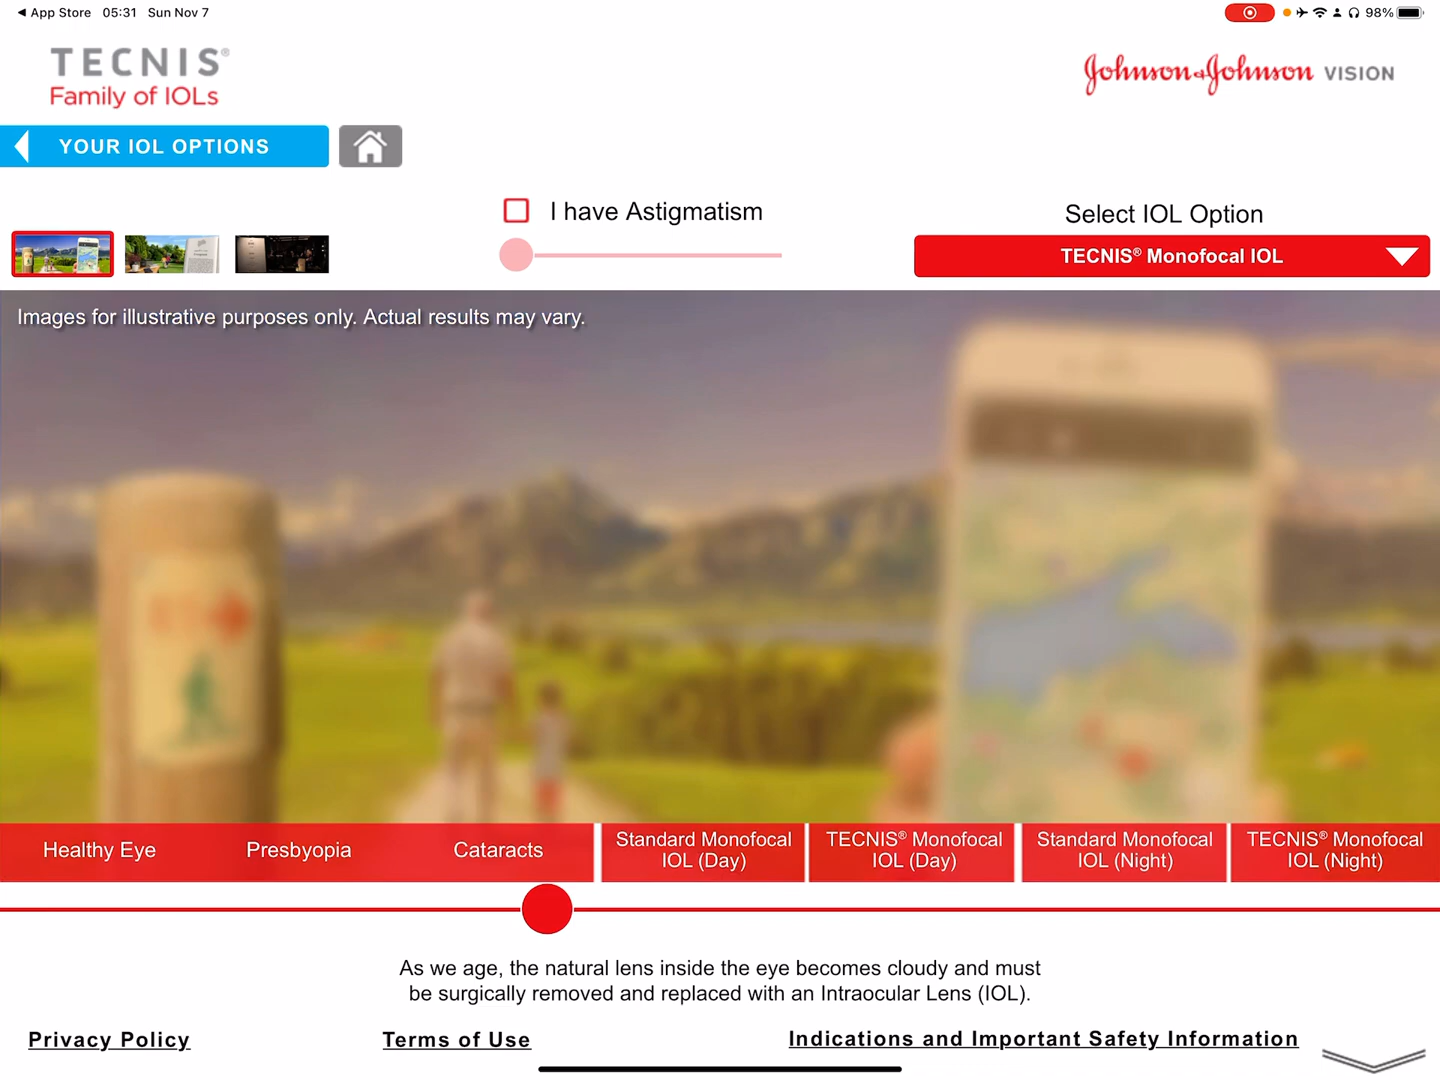 App Store 05:31 Sun Nov 7
98%
TECNIS®
Family of IOLs
Johnson & Johnson VISION
YOUR IOL OPTIONS
I have Astigmatism
Select IOL Option
TECNIS® Monofocal IOL
Images for illustrative purposes only. Actual results may vary.
Healthy Eye
Presbyopia
Cataracts
Standard Monofocal
IOL (Day)
TECNIS® Monofocal
IOL (Day)
Standard Monofocal
IOL (Night)
TECNIS® Monofocal
IOL (Night)
As we age, the natural lens inside the eye becomes cloudy and must
be surgically removed and replaced with an Intraocular Lens (IOL).
Privacy Policy
Terms of Use
Indications and Important Safety Information